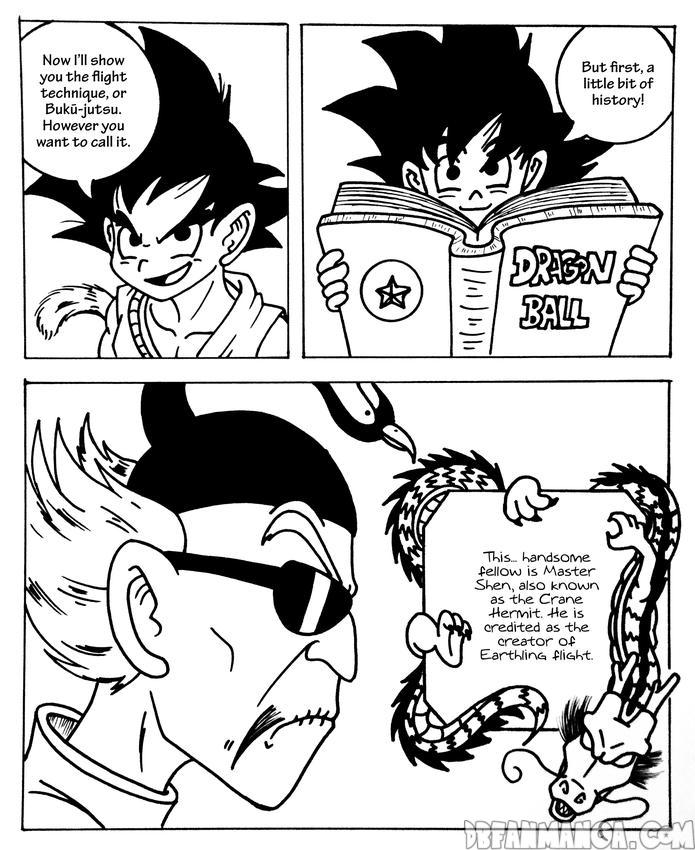 Now I'll show
you the flight
technique, or
Bukū-jutsu.
However you
want to call it.
But first, a
little bit of
history!
DRAGON
BALL
This... handsome
fellow is Master
Shen, also known
as the Crane
Hermit. He is
credited as the
creator of
Earthling flight.
DBFANMANGA.COM